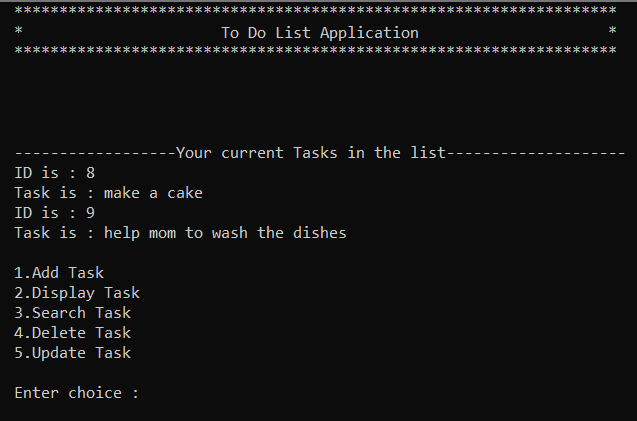 *******************************************************************
* To Do List Application *
*******************************************************************
------------------Your current Tasks in the list--------------------
ID is : 8
Task is : make a cake
ID is : 9
Task is : help mom to wash the dishes
1.Add Task
2.Display Task
3.Search Task
4.Delete Task
5.Update Task
Enter choice :